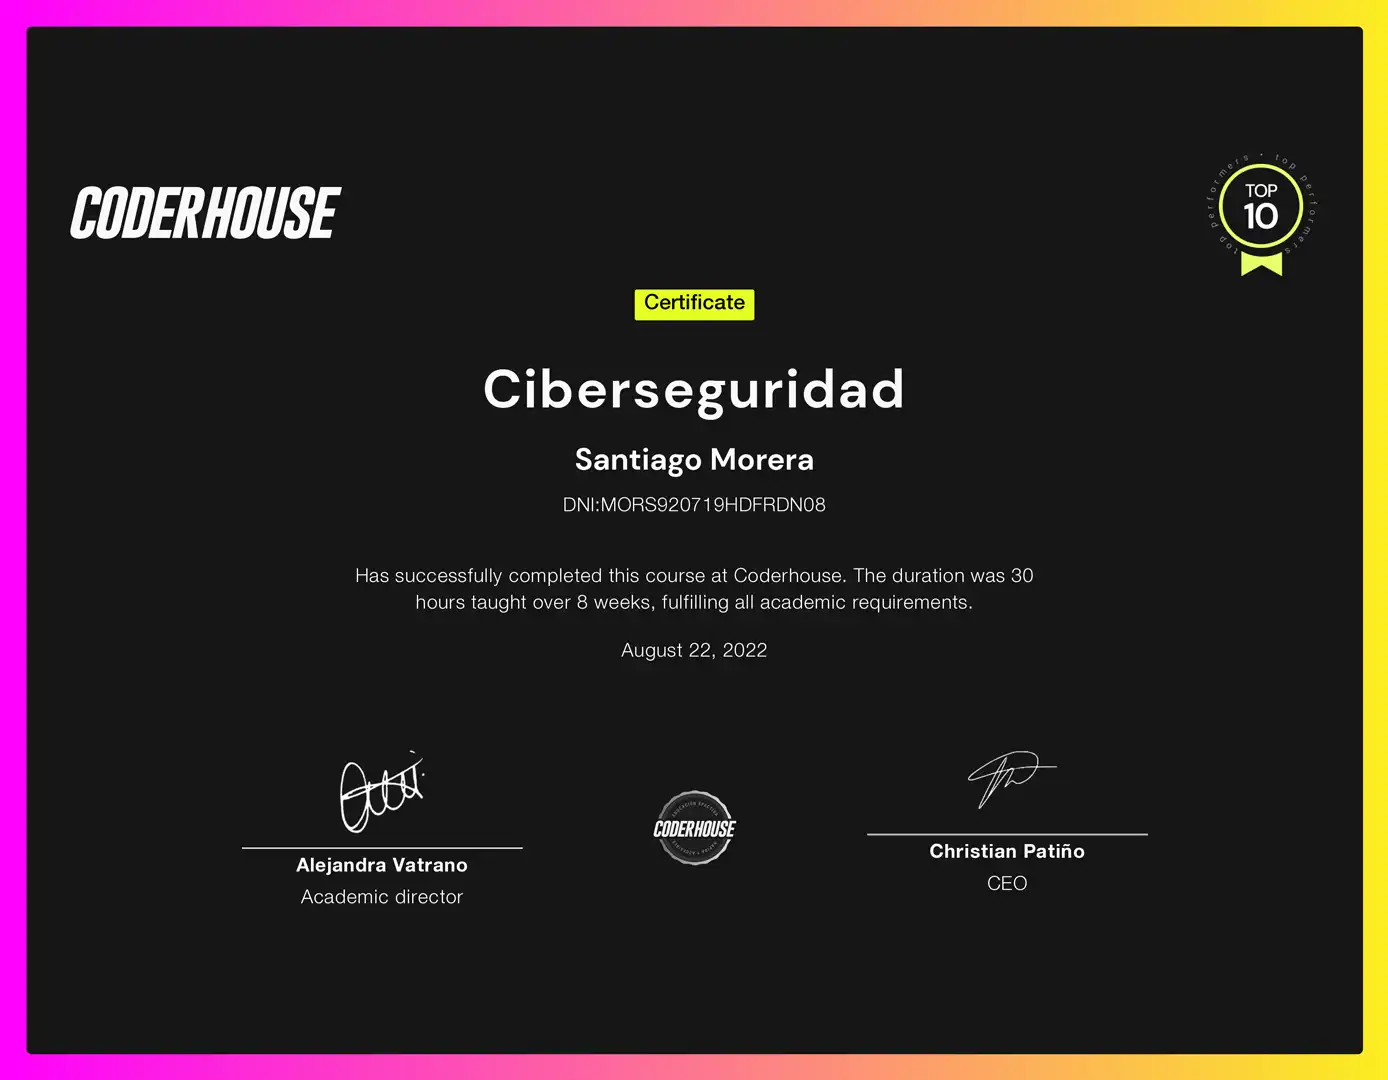 CODERHOUSE
top performers • top performers
TOP
10
Certificate
Ciberseguridad
Santiago Morera
DNI:MORS920719HDFRDN08
Has successfully completed this course at Coderhouse. The duration was 30
hours taught over 8 weeks, fulfilling all academic requirements.
August 22, 2022
CODERHOUSE
Alejandra Vatrano
Academic director
Christian Patiño
CEO